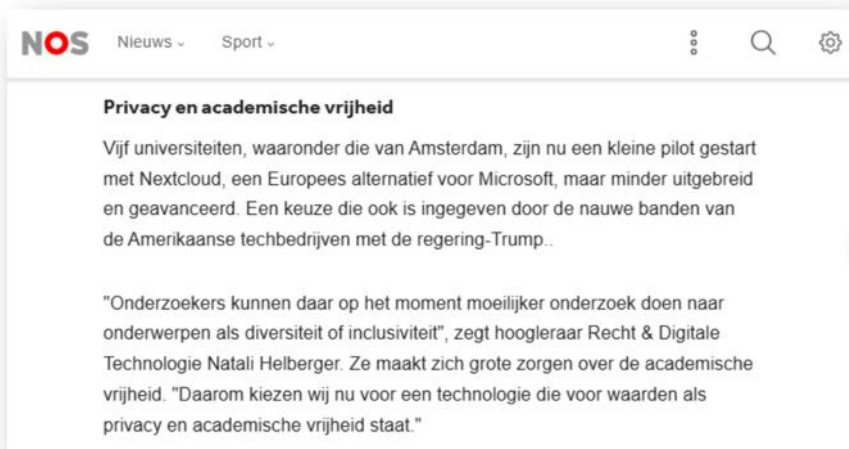 NOS Nieuws Sport
Privacy en academische vrijheid
Vijf universiteiten, waaronder die van Amsterdam, zijn nu een kleine pilot gestart
met Nextcloud, een Europees alternatief voor Microsoft, maar minder uitgebreid
en geavanceerd. Een keuze die ook is ingegeven door de nauwe banden van
de Amerikaanse techbedrijven met de regering-Trump..
"Onderzoekers kunnen daar op het moment moeilijker onderzoek doen naar
onderwerpen als diversiteit of inclusiviteit", zegt hoogleraar Recht & Digitale
Technologie Natali Helberger. Ze maakt zich grote zorgen over de academische
vrijheid. "Daarom kiezen wij nu voor een technologie die voor waarden als
privacy en academische vrijheid staat."